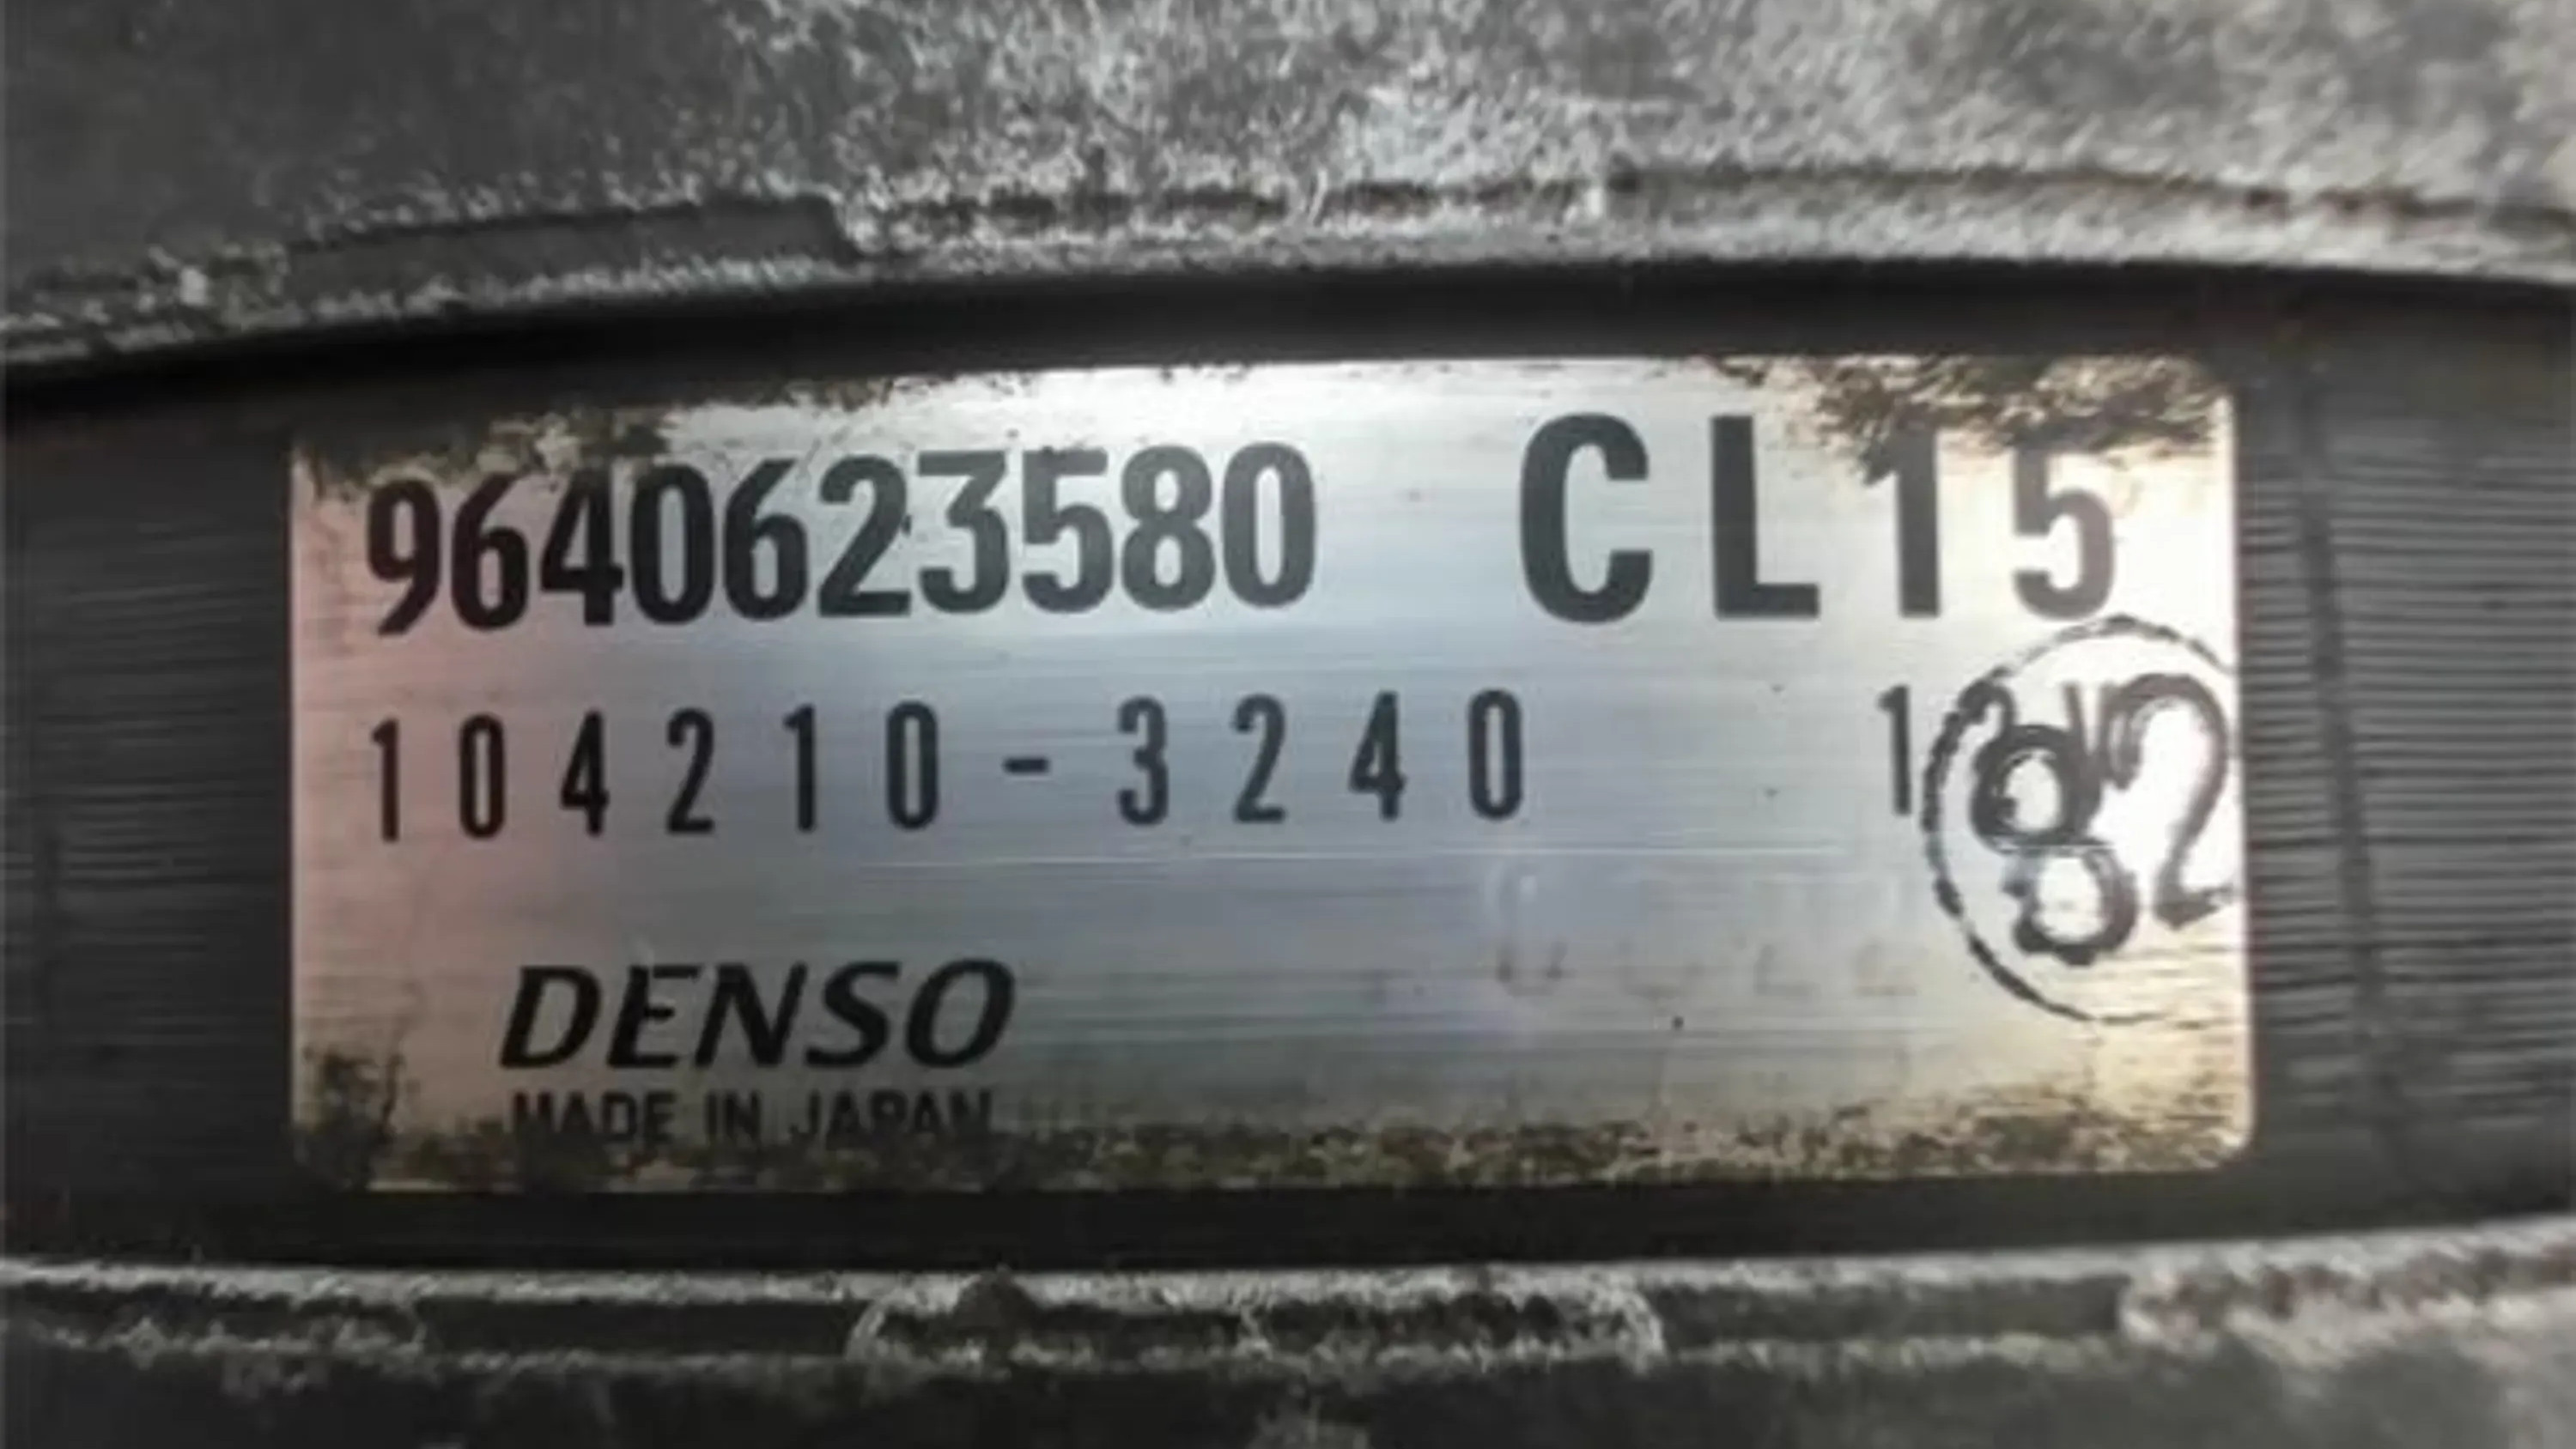 9640623580 CL15
104210-3240 12V
DENSO
MADE IN JAPAN